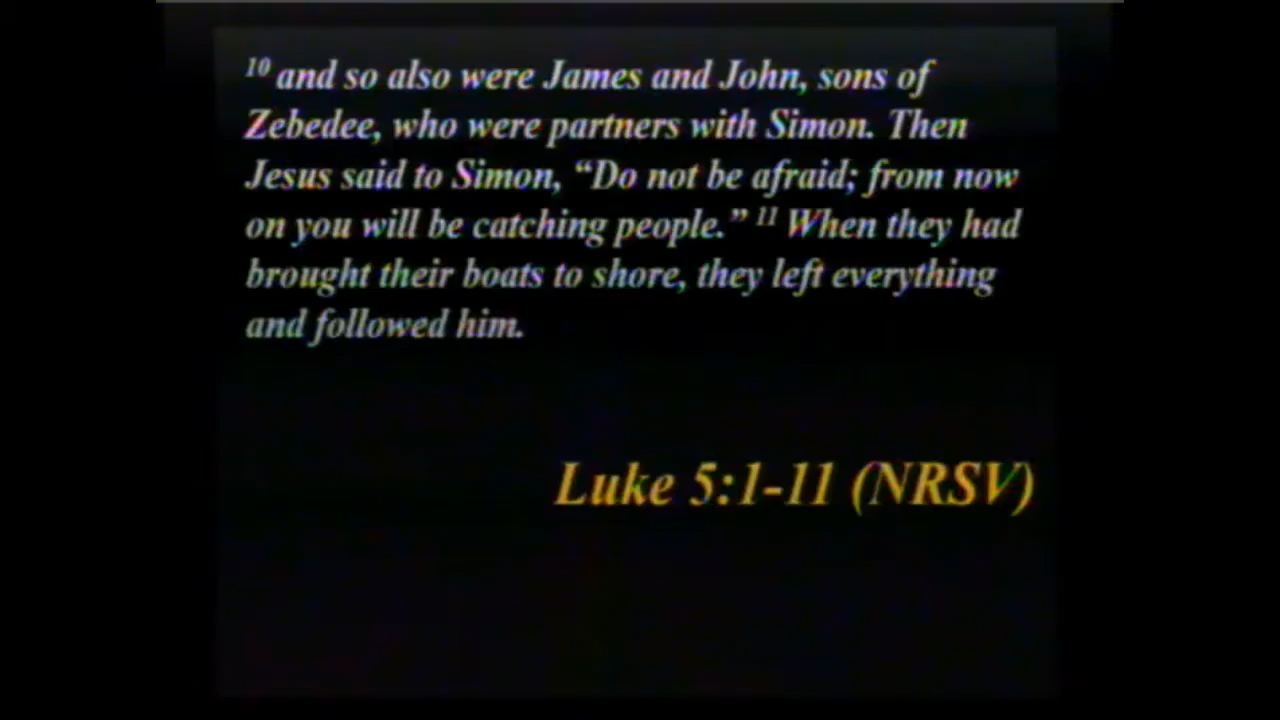 10 and so also were James and John, sons of
Zebedee, who were partners with Simon. Then
Jesus said to Simon, “Do not be afraid; from now
on you will be catching people.” 11 When they had
brought their boats to shore, they left everything
and followed him.
Luke 5:1-11 (NRSV)